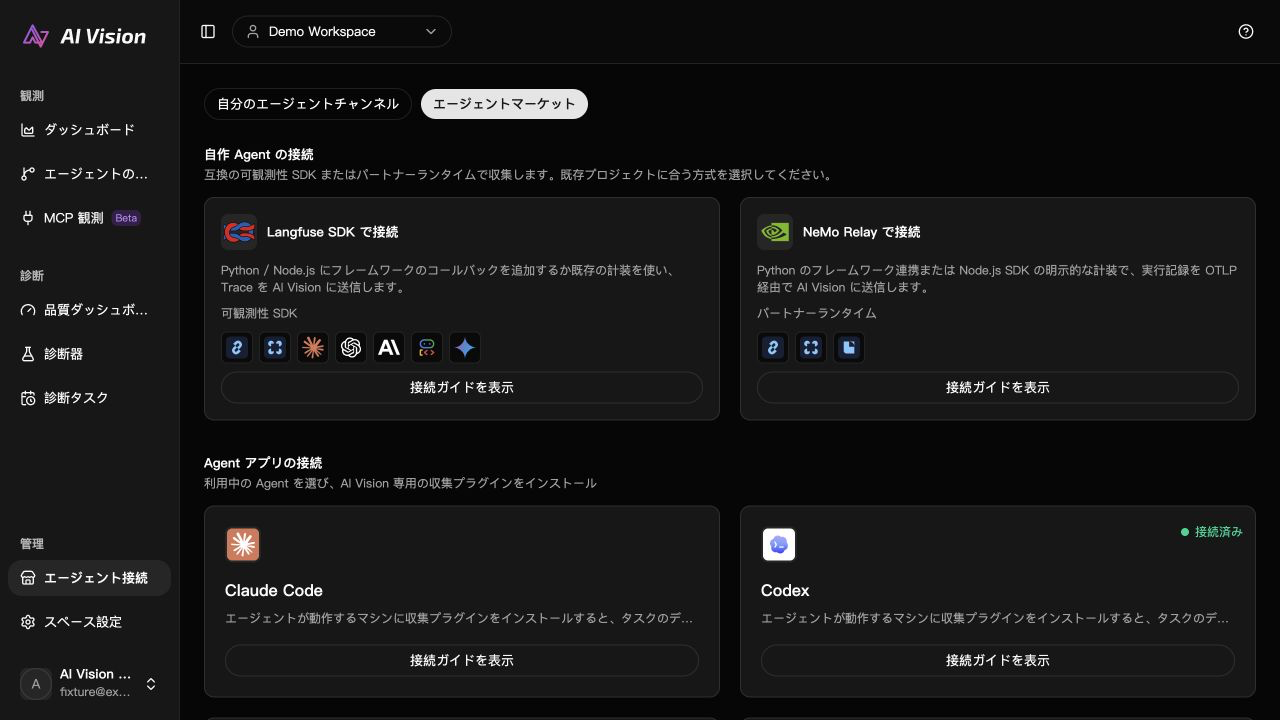 AI Vision
Demo Workspace
観測
ダッシュボード
エージェントの...
MCP 観測 Beta
診断
品質ダッシュボ...
診断器
診断タスク
管理
エージェント接続
スペース設定
A
AI Vision ...
fixture@ex...
自分のエージェントチャンネル
エージェントマーケット
自作 Agent の接続
互換の可観測性 SDK またはパートナーランタイムで収集します。既存プロジェクトに合う方式を選択してください。
Langfuse SDK で接続
Python / Node.js にフレームワークのコールバックを追加するか既存の計装を使い、
Trace を AI Vision に送信します。
可観測性 SDK
接続ガイドを表示
NeMo Relay で接続
Python のフレームワーク連携または Node.js SDK の明示的な計装で、実行記録を OTLP
経由で AI Vision に送信します。
パートナーランタイム
接続ガイドを表示
Agent アプリの接続
利用中の Agent を選び、AI Vision 専用の収集プラグインをインストール
Claude Code
エージェントが動作するマシンに収集プラグインをインストールすると、タスクのデ...
接続ガイドを表示
接続済み
Codex
エージェントが動作するマシンに収集プラグインをインストールすると、タスクのデ...
接続ガイドを表示